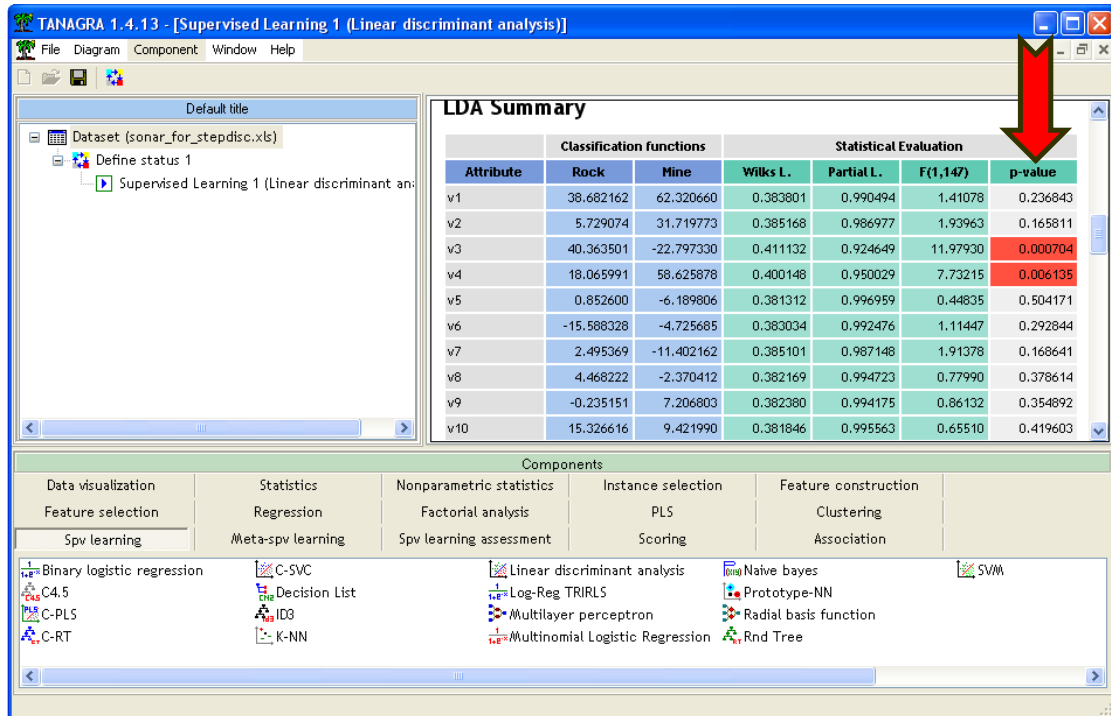 TANAGRA 1.4.13 - [Supervised Learning 1 (Linear discriminant analysis)]
File Diagram Component Window Help
Default title
Dataset (sonar_for_stepdisc.xls)
Define status 1
Supervised Learning 1 (Linear discriminant an
LDA Summary
Classification functions Statistical Evaluation
Attribute Rock Mine Wilks L. Partial L. F(1,147) p-value
v1 38.682162 62.320660 0.383801 0.990494 1.41078 0.236843
v2 5.729074 31.719773 0.385168 0.986977 1.93963 0.165811
v3 40.363501 -22.797330 0.411132 0.924649 11.97930 0.000704
v4 18.065991 58.625878 0.400148 0.950029 7.73215 0.006135
v5 0.852600 -6.189806 0.381312 0.996959 0.44835 0.504171
v6 -15.588328 -4.725685 0.383034 0.992476 1.11447 0.292844
v7 2.495369 -11.402162 0.385101 0.987148 1.91378 0.168641
v8 4.468222 -2.370412 0.382169 0.994723 0.77990 0.378614
v9 -0.235151 7.206803 0.382380 0.994175 0.86132 0.354892
v10 15.326616 9.421990 0.381846 0.995563 0.65510 0.419603
Components
Data visualization Statistics Nonparametric statistics Instance selection Feature construction
Feature selection Regression Factorial analysis PLS Clustering
Spv learning Meta-spv learning Spv learning assessment Scoring Association
Binary logistic regression C-SVC Linear discriminant analysis Naive bayes SVM
C4.5 Decision List Log-Reg TRIRLS Prototype-NN
C-PLS ID3 Multilayer perceptron Radial basis function
C-RT K-NN Multinomial Logistic Regression Rnd Tree